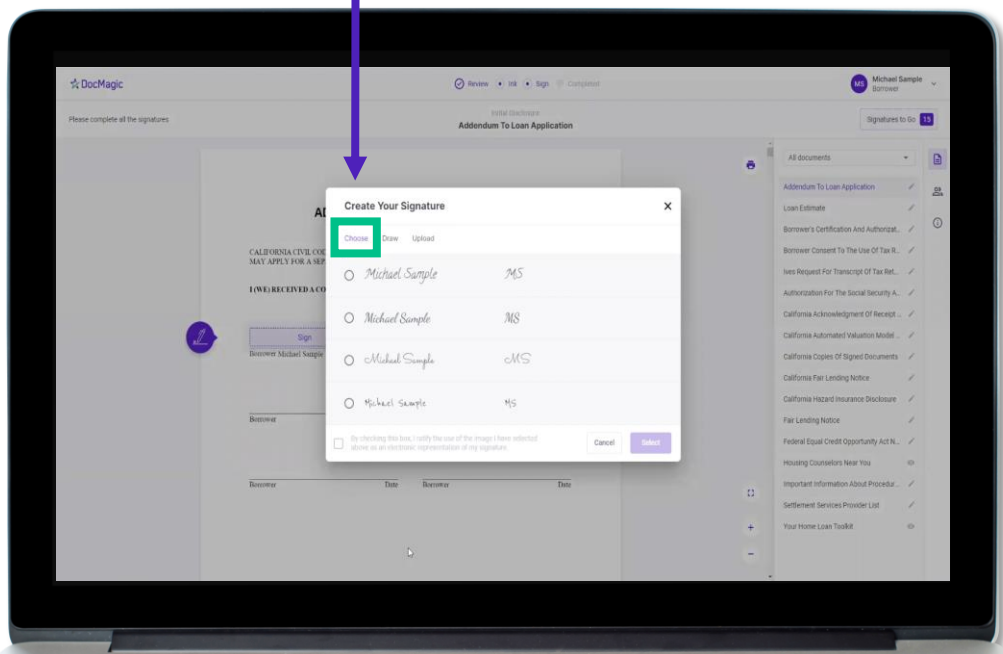 DocMagic
Review Ink Sign Completed
MS Michael Sample
Borrower
Please complete all the signatures
Initial Disclosure
Addendum To Loan Application
Signatures to Go 15
Create Your Signature
Choose Draw Upload
Michael Sample MS
Michael Sample MS
Michael Sample MS
Michael Sample MS
By checking this box, I notify the use of the image I have selected
above as an electronic representation of my signature.
Cancel Select
CALIFORNIA CIVIL
MAY APPLY FOR A
I (WE) RECEIVED A
Sign
Borrower Michael Sample
Borrower
Borrower Date Borrower Date
All documents
Addendum To Loan Application
Loan Estimate
Borrower's Certification And Authorizat..
Borrower Consent To The Use Of Tax R..
Ives Request For Transcript Of Tax Ret..
Authorization For The Social Security A..
California Acknowledgment Of Receipt ..
California Automated Valuation Model ..
California Copies Of Signed Documents
California Fair Lending Notice
California Hazard Insurance Disclosure
Fair Lending Notice
Federal Equal Credit Opportunity Act N..
Housing Counselors Near You
Important Information About Procedur ..
Settlement Services Provider List
Your Home Loan Toolkit